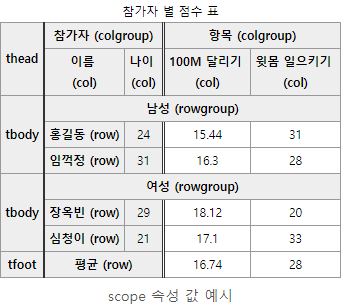 참가자 별 점수 표
thead 참가자 (colgroup) 항목 (colgroup)
이름 (col) 나이 (col) 100M 달리기 (col) 윗몸 일으키기 (col)
tbody 남성 (rowgroup)
홍길동 (row) 24 15.44 31
임꺽정 (row) 31 16.3 28
tbody 여성 (rowgroup)
장옥빈 (row) 29 18.12 20
심청이 (row) 21 17.1 33
tfoot 평균 (row) 16.74 28
scope 속성 값 예시